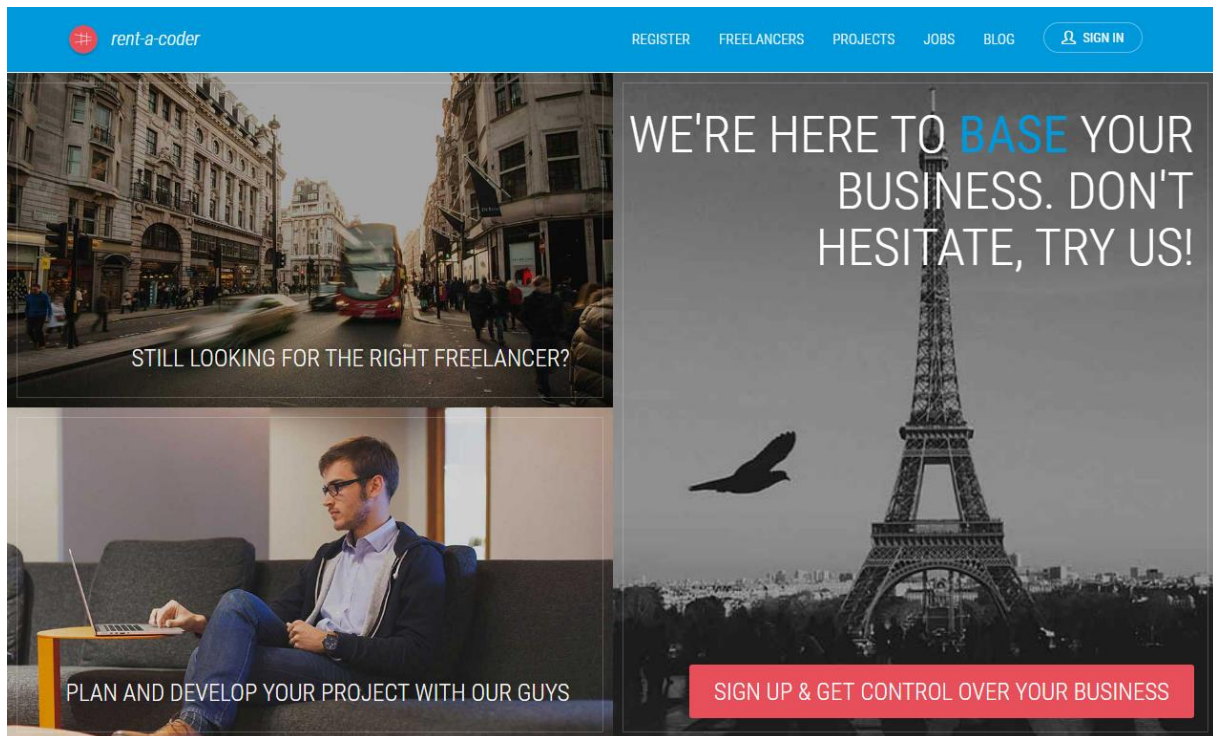 rent-a-coder
REGISTER FREELANCERS PROJECTS JOBS BLOG SIGN IN
STILL LOOKING FOR THE RIGHT FREELANCER?
PLAN AND DEVELOP YOUR PROJECT WITH OUR GUYS
WE'RE HERE TO BASE YOUR
BUSINESS. DON'T
HESITATE, TRY US!
SIGN UP & GET CONTROL OVER YOUR BUSINESS